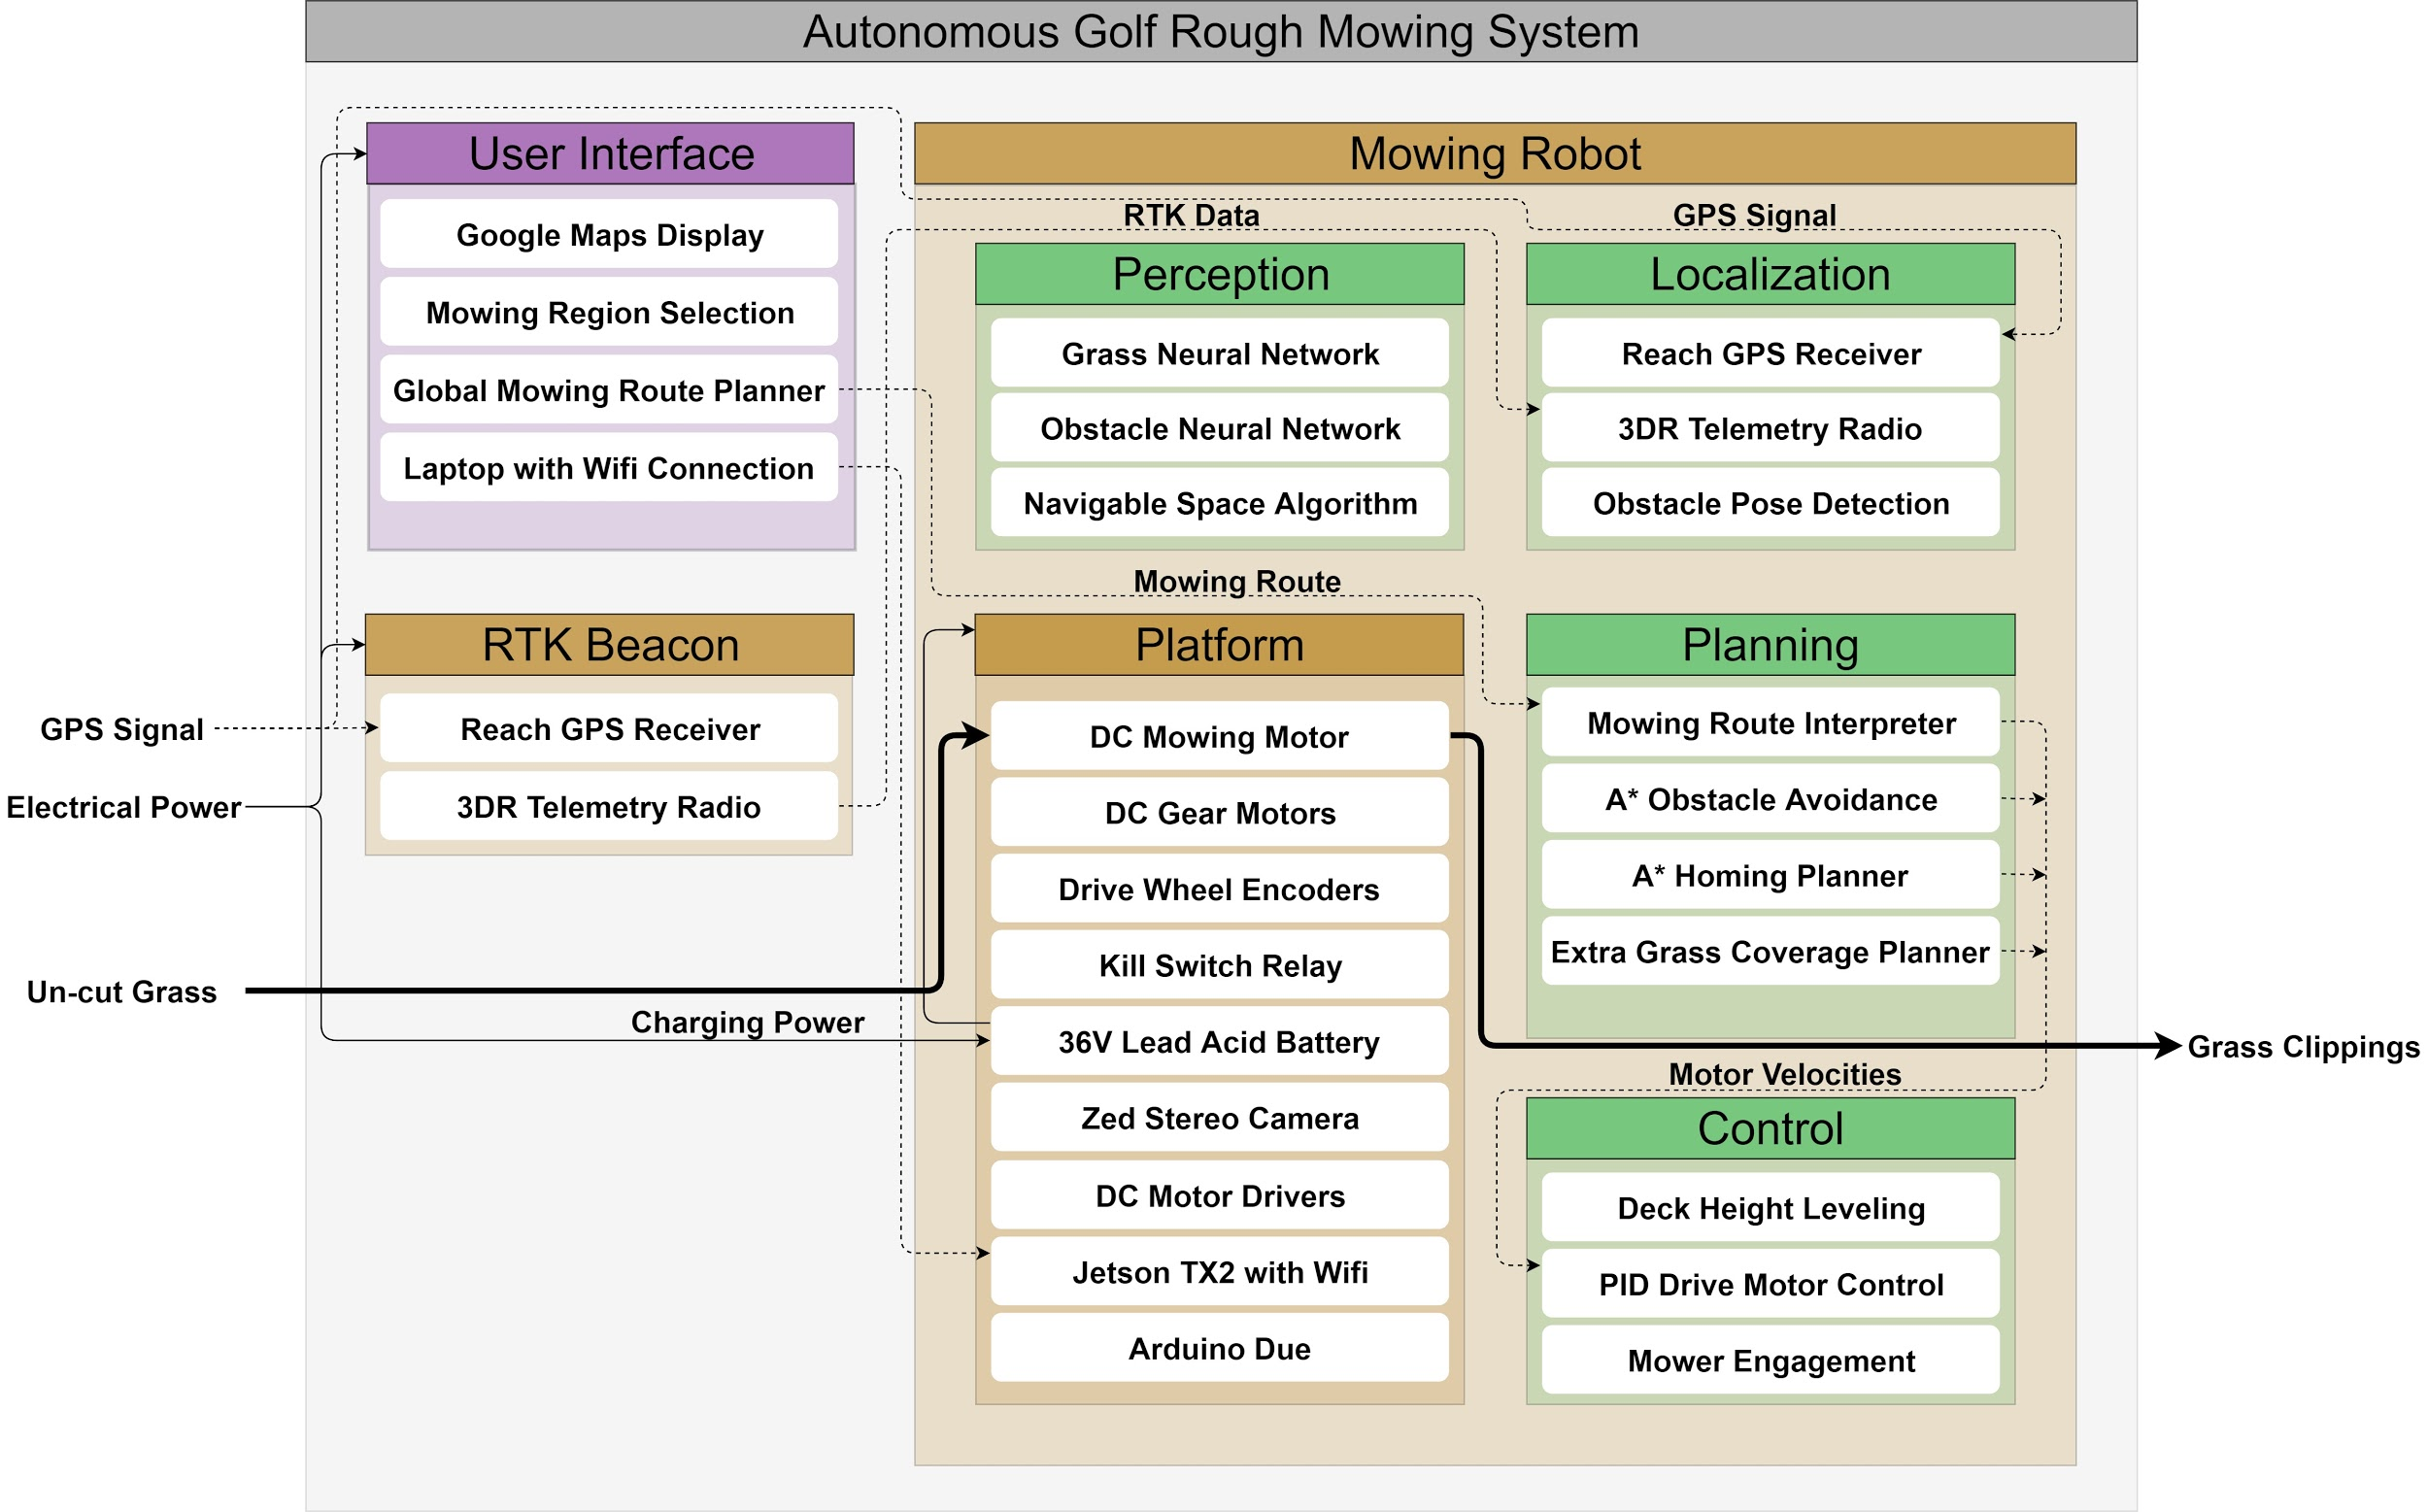 Autonomous Golf Rough Mowing System
User Interface
Google Maps Display
Mowing Region Selection
Global Mowing Route Planner
Laptop with Wifi Connection
RTK Beacon
Reach GPS Receiver
3DR Telemetry Radio
GPS Signal
Electrical Power
Un-cut Grass
Charging Power
Mowing Robot
RTK Data
GPS Signal
Perception
Grass Neural Network
Obstacle Neural Network
Navigable Space Algorithm
Localization
Reach GPS Receiver
3DR Telemetry Radio
Obstacle Pose Detection
Mowing Route
Platform
DC Mowing Motor
DC Gear Motors
Drive Wheel Encoders
Kill Switch Relay
36V Lead Acid Battery
Zed Stereo Camera
DC Motor Drivers
Jetson TX2 with Wifi
Arduino Due
Planning
Mowing Route Interpreter
A* Obstacle Avoidance
A* Homing Planner
Extra Grass Coverage Planner
Grass Clippings
Motor Velocities
Control
Deck Height Leveling
PID Drive Motor Control
Mower Engagement